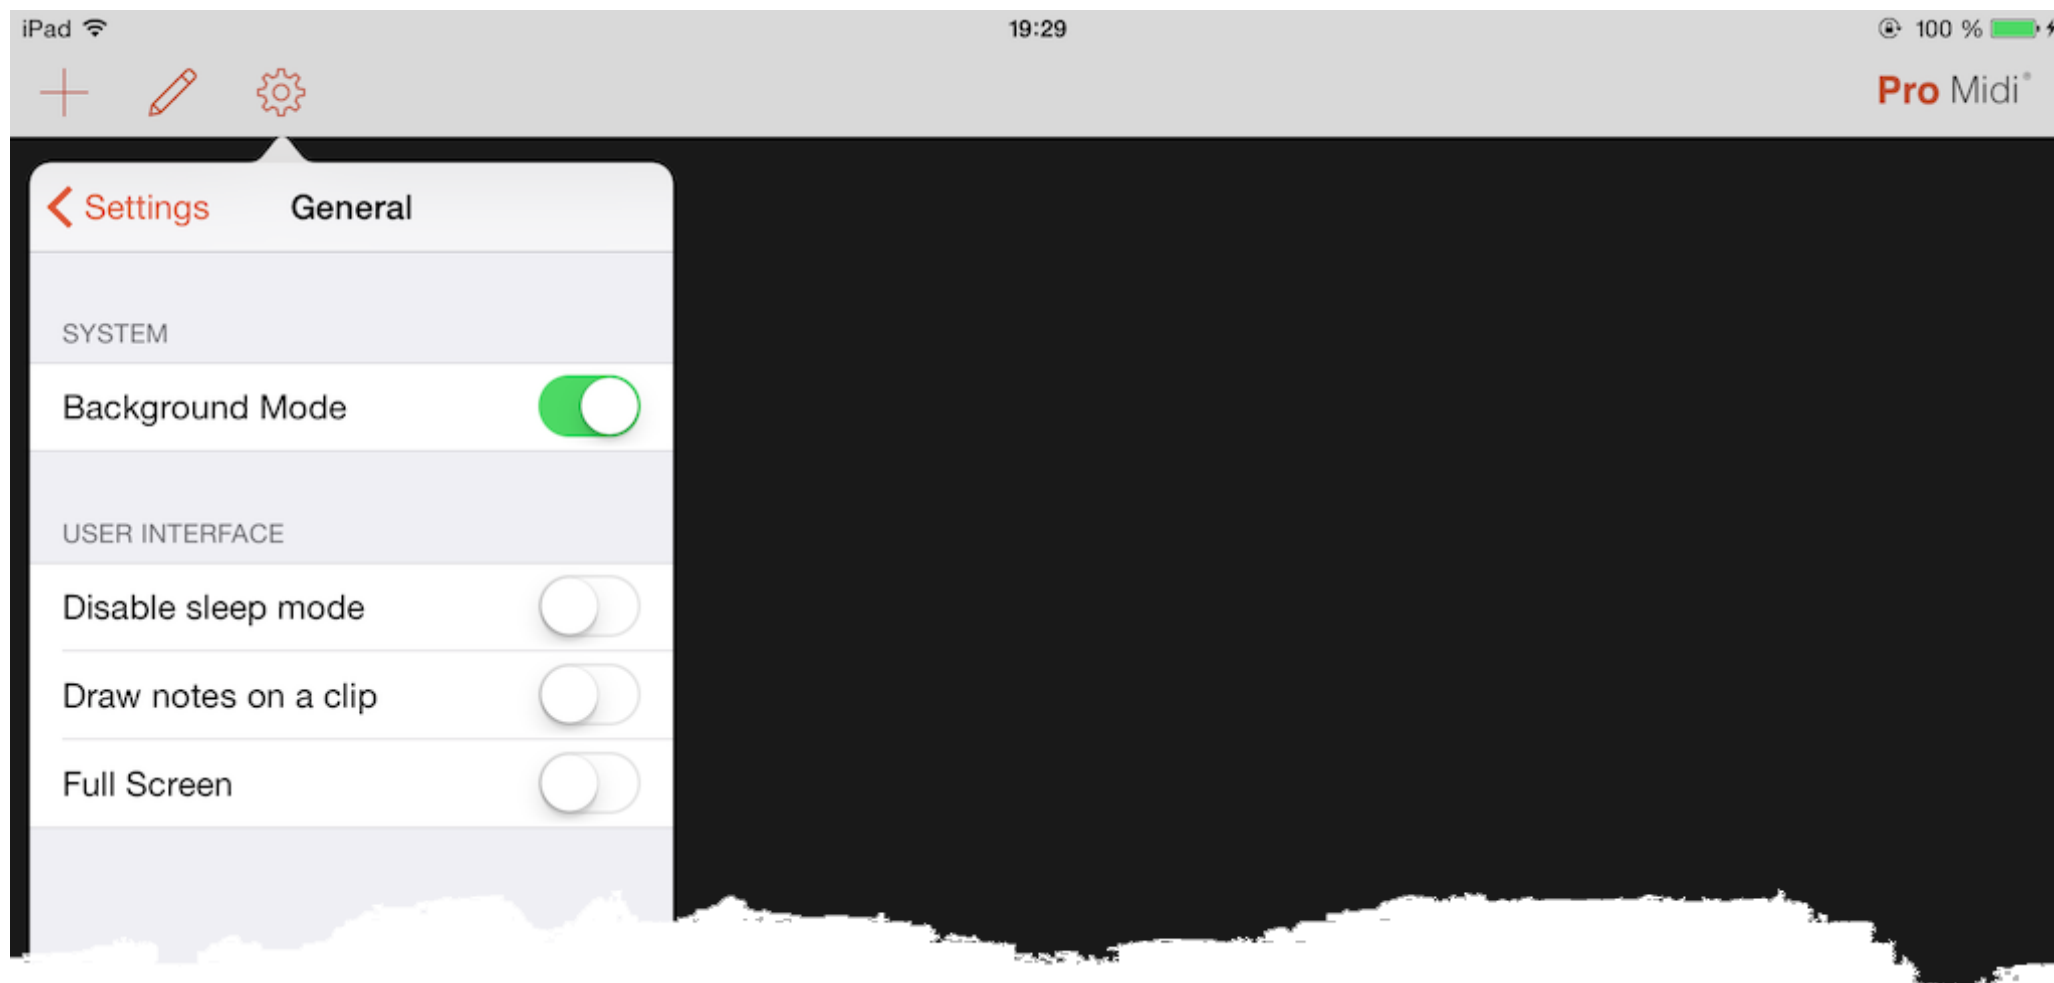 iPad 19:29 100 %
Pro Midi®
Settings General
SYSTEM
Background Mode
USER INTERFACE
Disable sleep mode
Draw notes on a clip
Full Screen